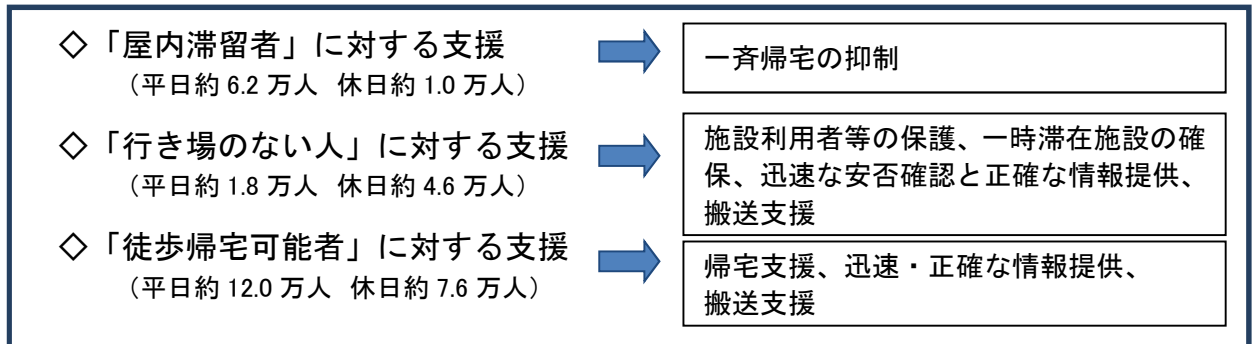 ◇「屋内滞留者」に対する支援
（平日約 6.2 万人 休日約 1.0 万人）
一斉帰宅の抑制
◇「行き場のない人」に対する支援
（平日約 1.8 万人 休日約 4.6 万人）
施設利用者等の保護、一時滞在施設の確
保、迅速な安否確認と正確な情報提供、
搬送支援
◇「徒歩帰宅可能者」に対する支援
（平日約 12.0 万人 休日約 7.6 万人）
帰宅支援、迅速・正確な情報提供、
搬送支援